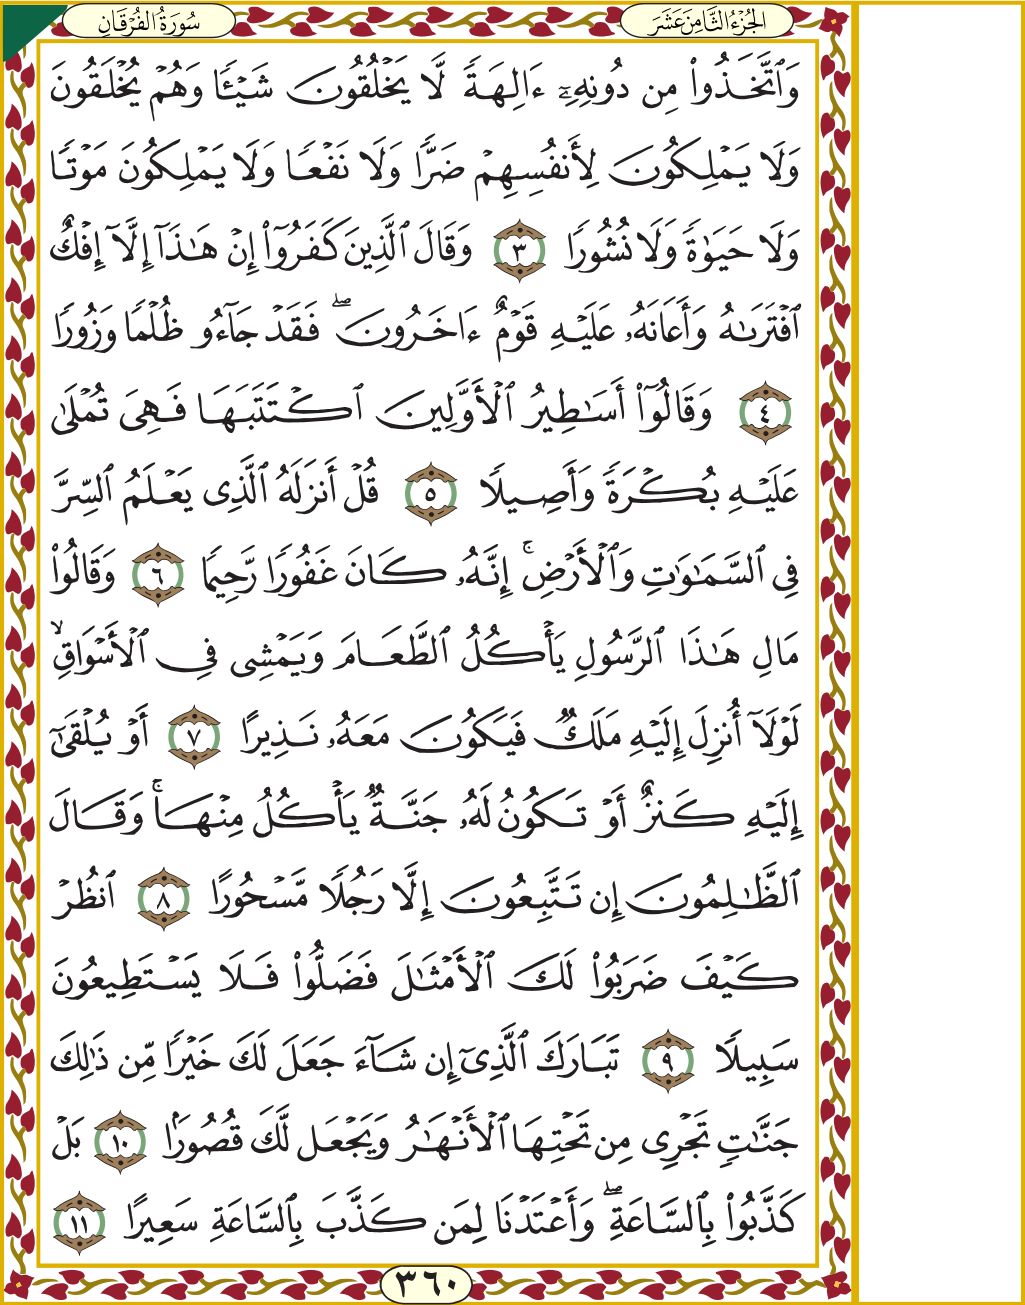 الجُزْءُ الثَّامِنَ عَشَرَ
سُورَةُ الفُرْقَانِ
وَٱتَّخَذُواْ مِن دُونِهِۦٓ ءَالِهَةٗ لَّا يَخۡلُقُونَ شَيۡـٔٗا وَهُمۡ يُخۡلَقُونَ
وَلَا يَمۡلِكُونَ لِأَنفُسِهِمۡ ضَرّٗا وَلَا نَفۡعٗا وَلَا يَمۡلِكُونَ مَوۡتٗا
وَلَا حَيَوٰةٗ وَلَا نُشُورٗا ٣ وَقَالَ ٱلَّذِينَ كَفَرُوٓاْ إِنۡ هَٰذَآ إِلَّآ إِفۡكٌ
ٱفۡتَرَىٰهُ وَأَعَانَهُۥ عَلَيۡهِ قَوۡمٌ ءَاخَرُونَۖ فَقَدۡ جَآءُو ظُلۡمٗا وَزُورٗا
٤ وَقَالُوٓاْ أَسَٰطِيرُ ٱلۡأَوَّلِينَ ٱكۡتَتَبَهَا فَهِيَ تُمۡلَىٰ
عَلَيۡهِ بُكۡرَةٗ وَأَصِيلٗا ٥ قُلۡ أَنزَلَهُ ٱلَّذِي يَعۡلَمُ ٱلسِّرَّ
فِي ٱلسَّمَٰوَٰتِ وَٱلۡأَرۡضِۚ إِنَّهُۥ كَانَ غَفُورٗا رَّحِيمٗا ٦ وَقَالُواْ
مَالِ هَٰذَا ٱلرَّسُولِ يَأۡكُلُ ٱلطَّعَامَ وَيَمۡشِي فِي ٱلۡأَسۡوَاقِۙ
لَوۡلَآ أُنزِلَ إِلَيۡهِ مَلَكٞ فَيَكُونَ مَعَهُۥ نَذِيرًا ٧ أَوۡ يُلۡقَىٰٓ
إِلَيۡهِ كَنزٌ أَوۡ تَكُونُ لَهُۥ جَنَّةٞ يَأۡكُلُ مِنۡهَاۚ وَقَالَ
ٱلظَّٰلِمُونَ إِن تَتَّبِعُونَ إِلَّا رَجُلٗا مَّسۡحُورًا ٨ ٱنظُرۡ
كَيۡفَ ضَرَبُواْ لَكَ ٱلۡأَمۡثَٰلَ فَضَلُّواْ فَلَا يَسۡتَطِيعُونَ
سَبِيلٗا ٩ تَبَارَكَ ٱلَّذِيٓ إِن شَآءَ جَعَلَ لَكَ خَيۡرٗا مِّن ذَٰلِكَ
جَنَّٰتٖ تَجۡرِي مِن تَحۡتِهَا ٱلۡأَنۡهَٰرُ وَيَجۡعَل لَّكَ قُصُورَۢا ١٠ بَلۡ
كَذَّبُواْ بِٱلسَّاعَةِۖ وَأَعۡتَدۡنَا لِمَن كَذَّبَ بِٱلسَّاعَةِ سَعِيرًا ١١
٣٦٠